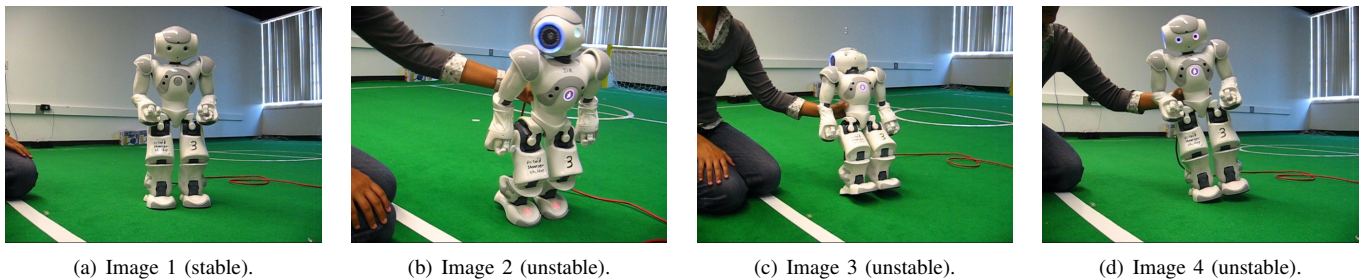 3
3
3
(a) Image 1 (stable).
(b) Image 2 (unstable).
(c) Image 3 (unstable).
(d) Image 4 (unstable).